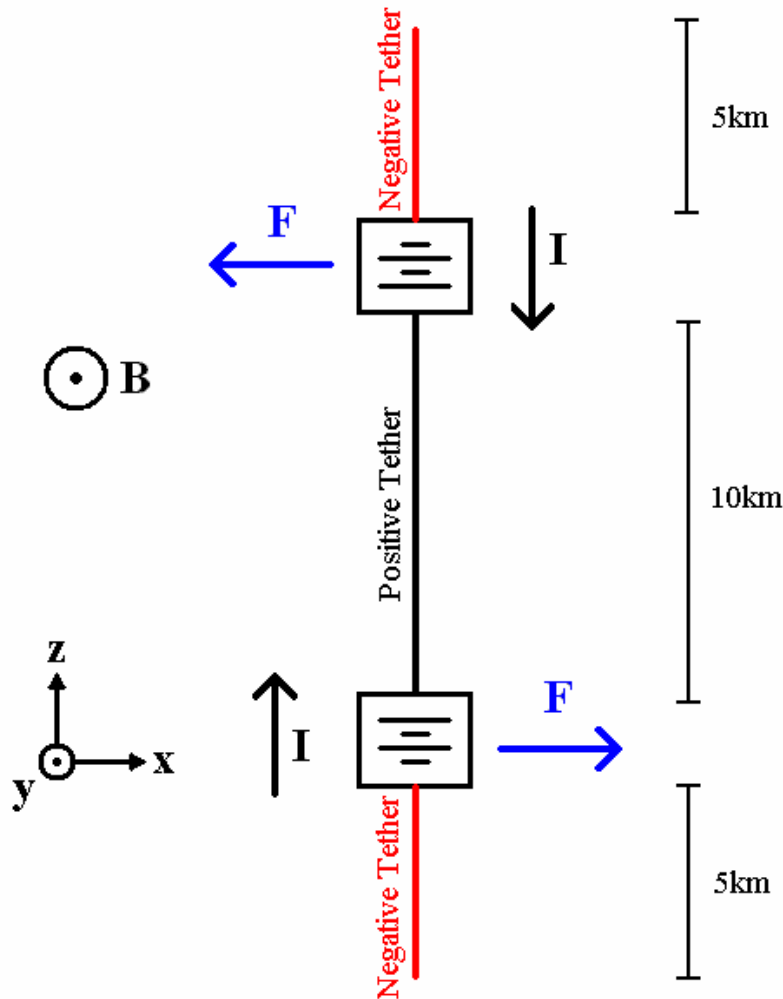 Negative Tether
5km
F
I
B
Positive Tether
10km
z
x
y
I
F
Negative Tether
5km